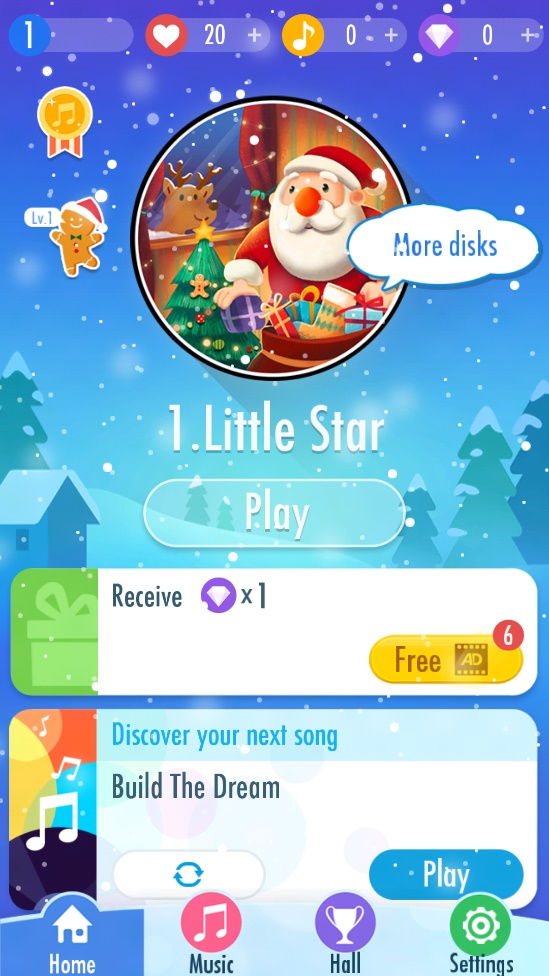 1 20 + 0 + 0 +
Lv.1
More disks
1.Little Star
Play
Receive x1
6
Free AD
Discover your next song
Build The Dream
Play
Home Music Hall Settings